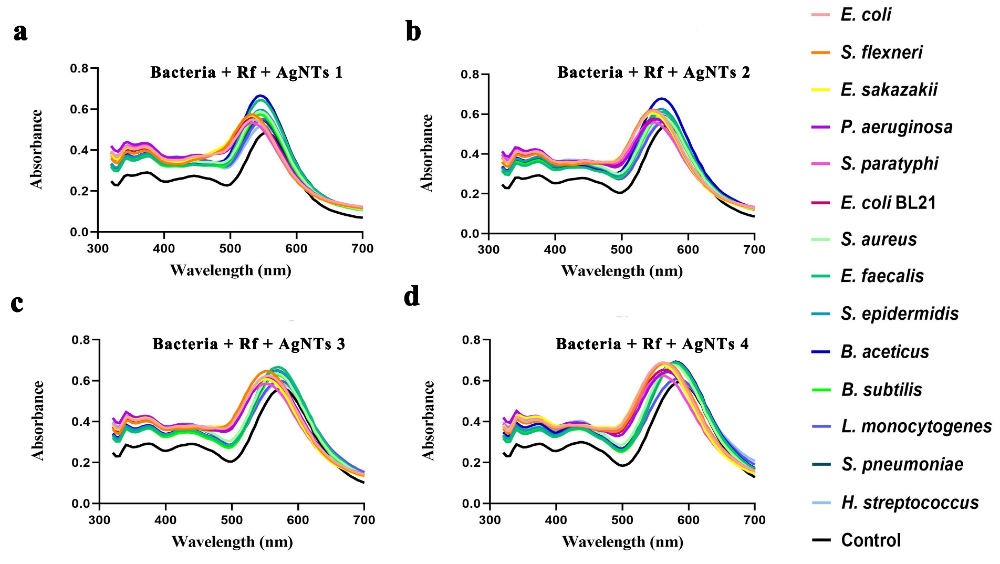 a
Bacteria + Rf + AgNTs 1
Absorbance
0.8
0.6
0.4
0.2
0.0
300 400 500 600 700
Wavelength (nm)
b
Bacteria + Rf + AgNTs 2
Absorbance
0.8
0.6
0.4
0.2
0.0
300 400 500 600 700
Wavelength (nm)
c
Bacteria + Rf + AgNTs 3
Absorbance
0.8
0.6
0.4
0.2
0.0
300 400 500 600 700
Wavelength (nm)
d
Bacteria + Rf + AgNTs 4
Absorbance
0.8
0.6
0.4
0.2
0.0
300 400 500 600 700
Wavelength (nm)
E. coli
S. flexneri
E. sakazakii
P. aeruginosa
S. paratyphi
E. coli BL21
S. aureus
E. faecalis
S. epidermidis
B. aceticus
B. subtilis
L. monocytogenes
S. pneumoniae
H. streptococcus
Control